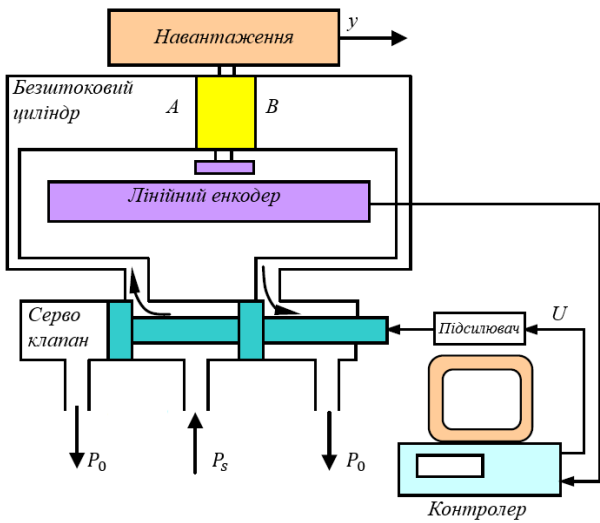 Навантаження
y
Безштоковий
циліндр
A
B
Лінійний енкодер
Серво
клапан
Підсилювач
U
P₀
Pₛ
P₀
Контролер